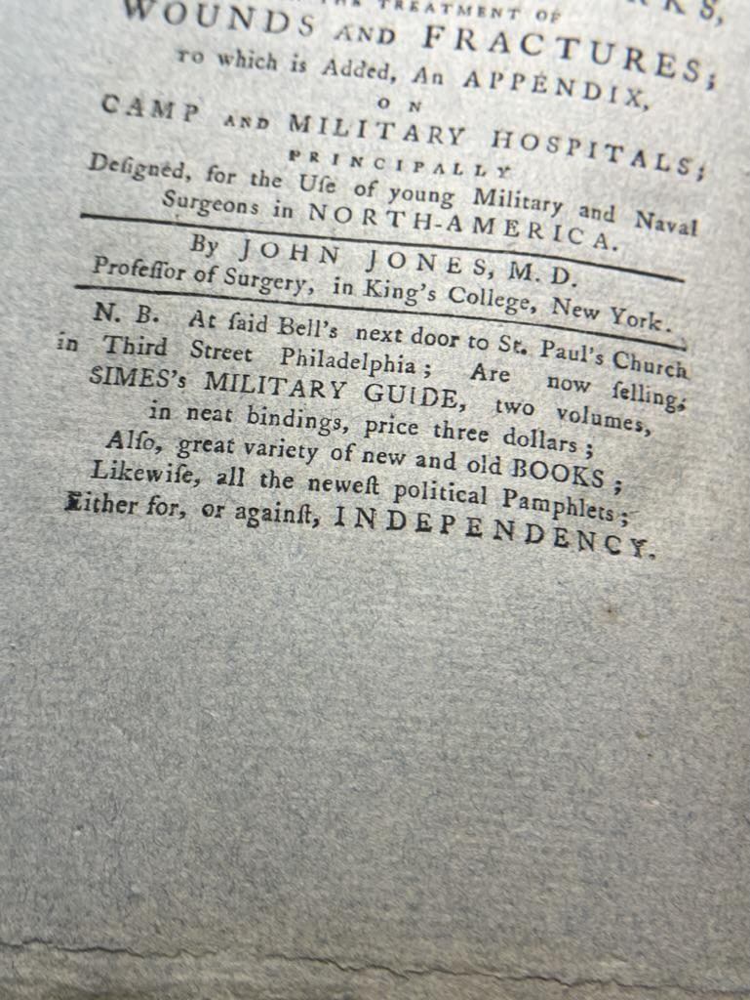 THE TREATMENT OF
WOUNDS AND FRACTURES;
TO which is Added, An APPENDIX,
ON
CAMP AND MILITARY HOSPITALS;
PRINCIPALLY
Deſigned, for the Uſe of young Military and Naval
Surgeons in NORTH-AMERICA.
By JOHN JONES, M. D.
Profeſſor of Surgery, in King's College, New York.
N. B. At ſaid Bell's next door to St. Paul's Church
in Third Street Philadelphia; Are now ſelling;
SIMES's MILITARY GUIDE, two volumes,
in neat bindings, price three dollars;
Alſo, great variety of new and old BOOKS;
Likewiſe, all the neweſt political Pamphlets;
Either for, or againſt, INDEPENDENCY.